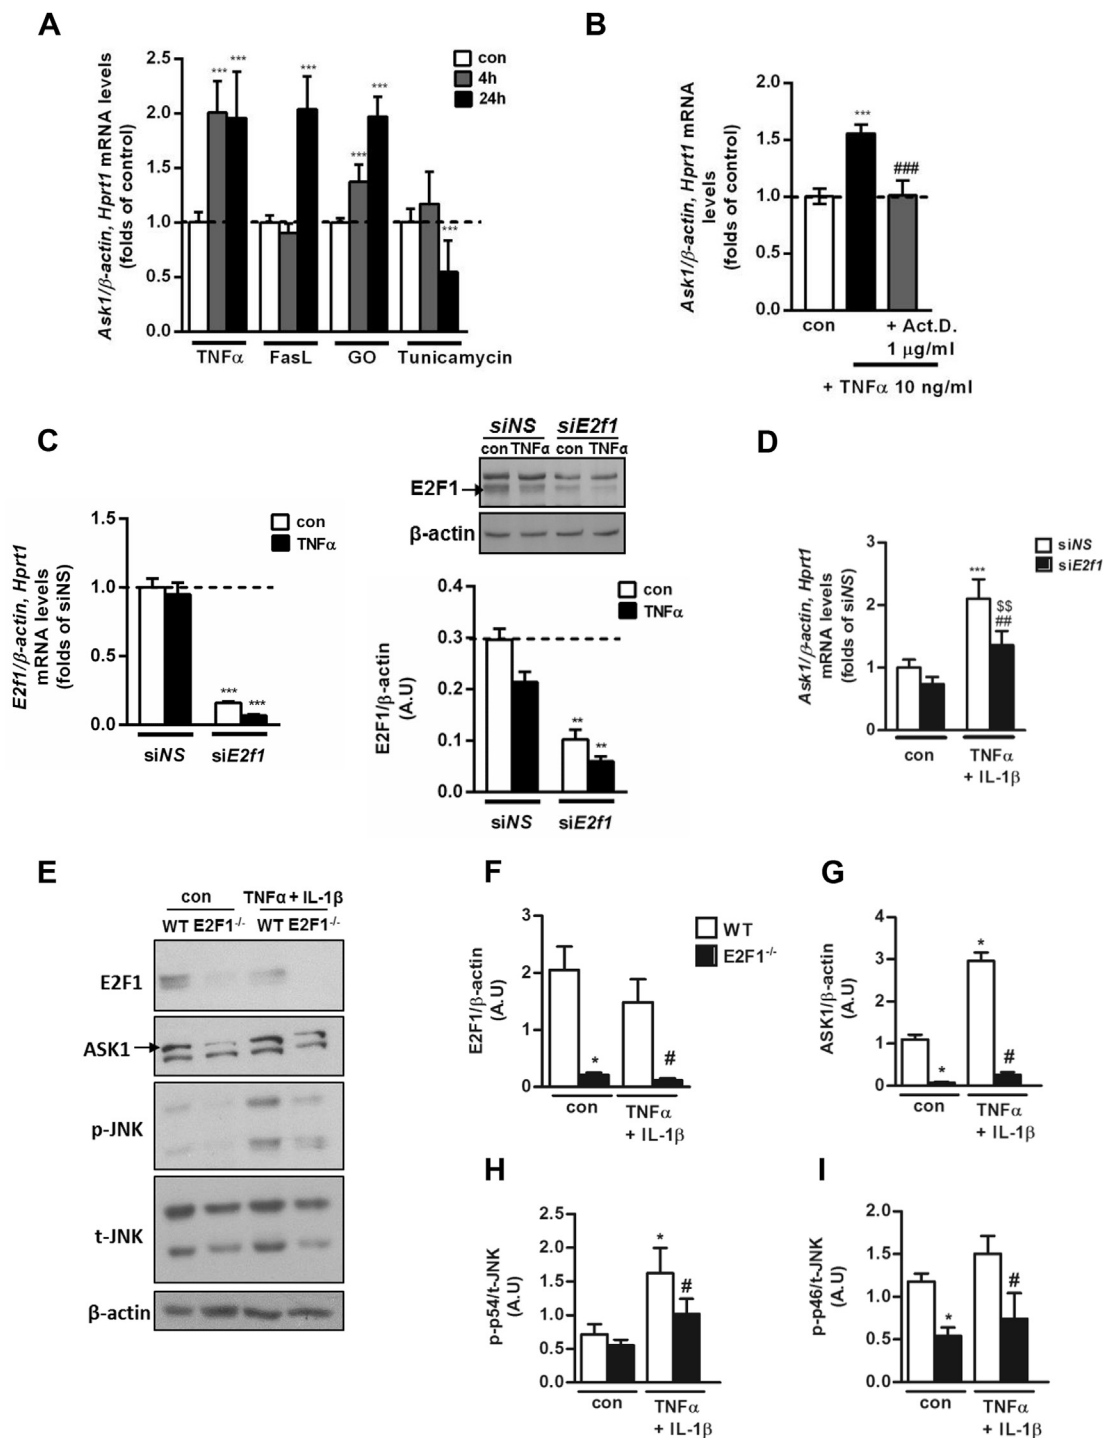 A
Ask1/β-actin, Hprt1 mRNA levels
(folds of control)
2.5
2.0
1.5
1.0
0.5
0.0
con
4h
24h
***
***
***
***
***
***
TNFα
FasL
GO
Tunicamycin
B
Ask1/β-actin, Hprt1 mRNA
levels
(folds of control)
2.0
1.5
1.0
0.5
0.0
***
###
con
+ Act.D.
1 μg/ml
+ TNFα 10 ng/ml
C
E2f1/β-actin, Hprt1
mRNA levels
(folds of siNS)
1.5
1.0
0.5
0.0
con
TNFα
***
***
siNS
siE2f1
siNS siE2f1
con TNFα con TNFα
E2F1
β-actin
E2F1/β-actin
(A.U)
0.4
0.3
0.2
0.1
0.0
con
TNFα
**
**
siNS
siE2f1
D
Ask1/β-actin, Hprt1
mRNA levels
(folds of siNS)
3
2
1
0
siNS
siE2f1
***
$$
##
con
TNFα
+ IL-1β
E
con TNFα + IL-1β
WT E2F1-/- WT E2F1-/-
E2F1
ASK1
p-JNK
t-JNK
β-actin
F
E2F1/β-actin
(A.U)
3
2
1
0
WT
E2F1-/-
*
#
con
TNFα
+ IL-1β
G
ASK1/β-actin
(A.U)
4
3
2
1
0
*
*
#
con
TNFα
+ IL-1β
H
p-p54/t-JNK
(A.U)
2.5
2.0
1.5
1.0
0.5
0.0
*
#
con
TNFα
+ IL-1β
I
p-p46/t-JNK
(A.U)
2.0
1.5
1.0
0.5
0.0
*
#
con
TNFα
+ IL-1β